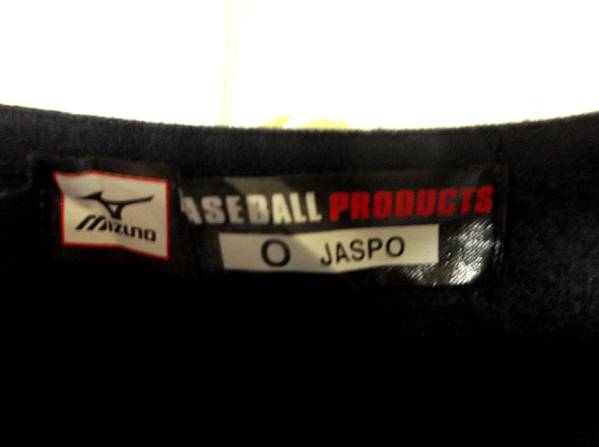 MIZUNO
ASEBALL PRODUCTS
O JASPO